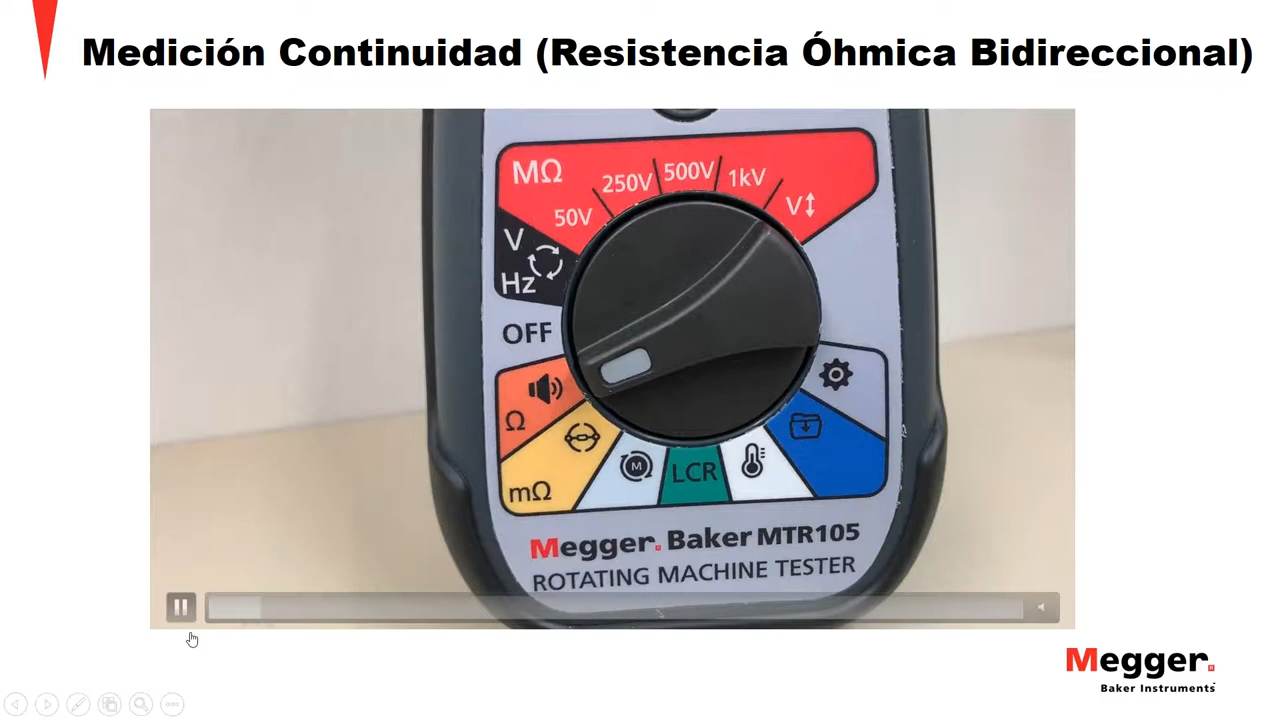 Medición Continuidad (Resistencia Óhmica Bidireccional)
MΩ
50V
250V
500V
1kV
V
V
Hz
OFF
Ω
mΩ
M
LCR
Megger. Baker MTR105
ROTATING MACHINE TESTER
Megger.
Baker Instruments